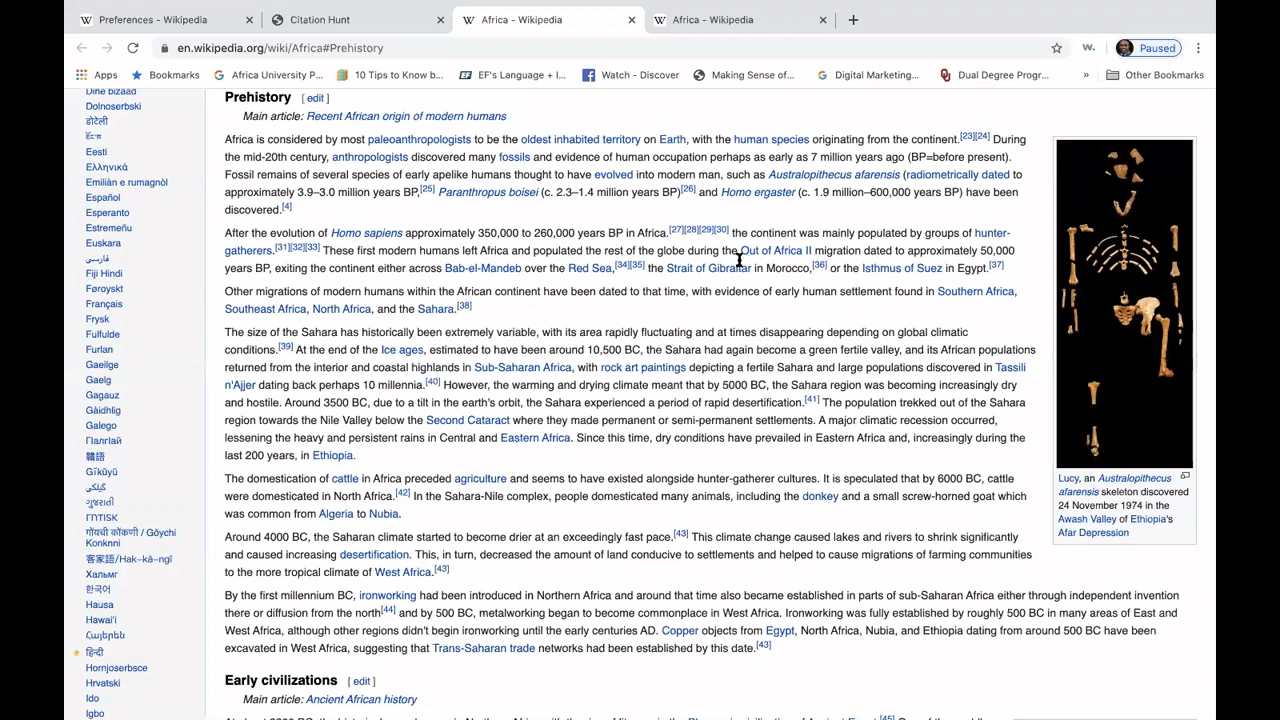 Preferences - Wikipedia
Citation Hunt
Africa - Wikipedia
Africa - Wikipedia
en.wikipedia.org/wiki/Africa#Prehistory
w.
Paused
Apps
Bookmarks
Africa University P...
10 Tips to Know b...
EF's Language + I...
Watch - Discover
Making Sense of...
Digital Marketing...
Dual Degree Progr...
»
Other Bookmarks
Dine bizaad
Dolnoserbski
डोटेली
Eesti
Ελληνικά
Emiliàn e rumagnòl
Español
Esperanto
Estremeñu
Euskara
فارسی
Fiji Hindi
Føroyskt
Français
Frysk
Fulfulde
Furlan
Gaeilge
Gaelg
Gagauz
Gàidhlig
Galego
ГӀалгӀай
贛語
Gĩkũyũ
گیلکی
ગુજરાતી
गोंयची कोंकणी / Gõychi
Konknni
客家語/Hak-kâ-ngî
Хальмг
한국어
Hausa
Hawaiʻi
Հայերեն
हिन्दी
Hornjoserbsce
Hrvatski
Ido
Igbo
Prehistory [ edit ]
Main article: Recent African origin of modern humans
Africa is considered by most paleoanthropologists to be the oldest inhabited territory on Earth, with the human species originating from the continent.[23][24] During
the mid-20th century, anthropologists discovered many fossils and evidence of human occupation perhaps as early as 7 million years ago (BP=before present).
Fossil remains of several species of early apelike humans thought to have evolved into modern man, such as Australopithecus afarensis (radiometrically dated to
approximately 3.9–3.0 million years BP,[25] Paranthropus boisei (c. 2.3–1.4 million years BP)[26] and Homo ergaster (c. 1.9 million–600,000 years BP) have been
discovered.[4]
After the evolution of Homo sapiens approximately 350,000 to 260,000 years BP in Africa,[27][28][29][30] the continent was mainly populated by groups of hunter-
gatherers.[31][32][33] These first modern humans left Africa and populated the rest of the globe during the Out of Africa II migration dated to approximately 50,000
years BP, exiting the continent either across Bab-el-Mandeb over the Red Sea,[34][35] the Strait of Gibraltar in Morocco,[36] or the Isthmus of Suez in Egypt.[37]
Other migrations of modern humans within the African continent have been dated to that time, with evidence of early human settlement found in Southern Africa,
Southeast Africa, North Africa, and the Sahara.[38]
The size of the Sahara has historically been extremely variable, with its area rapidly fluctuating and at times disappearing depending on global climatic
conditions.[39] At the end of the Ice ages, estimated to have been around 10,500 BC, the Sahara had again become a green fertile valley, and its African populations
returned from the interior and coastal highlands in Sub-Saharan Africa, with rock art paintings depicting a fertile Sahara and large populations discovered in Tassili
n'Ajjer dating back perhaps 10 millennia.[40] However, the warming and drying climate meant that by 5000 BC, the Sahara region was becoming increasingly dry
and hostile. Around 3500 BC, due to a tilt in the earth's orbit, the Sahara experienced a period of rapid desertification.[41] The population trekked out of the Sahara
region towards the Nile Valley below the Second Cataract where they made permanent or semi-permanent settlements. A major climatic recession occurred,
lessening the heavy and persistent rains in Central and Eastern Africa. Since this time, dry conditions have prevailed in Eastern Africa and, increasingly during the
last 200 years, in Ethiopia.
The domestication of cattle in Africa preceded agriculture and seems to have existed alongside hunter-gatherer cultures. It is speculated that by 6000 BC, cattle
were domesticated in North Africa.[42] In the Sahara-Nile complex, people domesticated many animals, including the donkey and a small screw-horned goat which
was common from Algeria to Nubia.
Around 4000 BC, the Saharan climate started to become drier at an exceedingly fast pace.[43] This climate change caused lakes and rivers to shrink significantly
and caused increasing desertification. This, in turn, decreased the amount of land conducive to settlements and helped to cause migrations of farming communities
to the more tropical climate of West Africa.[43]
By the first millennium BC, ironworking had been introduced in Northern Africa and around that time also became established in parts of sub-Saharan Africa either through independent invention
there or diffusion from the north[44] and by 500 BC, metalworking began to become commonplace in West Africa. Ironworking was fully established by roughly 500 BC in many areas of East and
West Africa, although other regions didn't begin ironworking until the early centuries AD. Copper objects from Egypt, North Africa, Nubia, and Ethiopia dating from around 500 BC have been
excavated in West Africa, suggesting that Trans-Saharan trade networks had been established by this date.[43]
Lucy, an Australopithecus
afarensis skeleton discovered
24 November 1974 in the
Awash Valley of Ethiopia's
Afar Depression
Early civilizations [ edit ]
Main article: Ancient African history